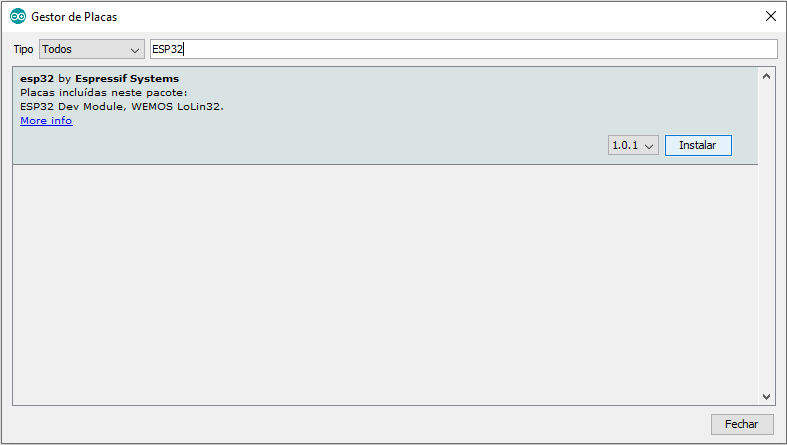 Gestor de Placas
Tipo Todos ESP32
esp32 by Espressif Systems
Placas incluídas neste pacote:
ESP32 Dev Module, WEMOS LoLin32.
More info
1.0.1 Instalar
Fechar